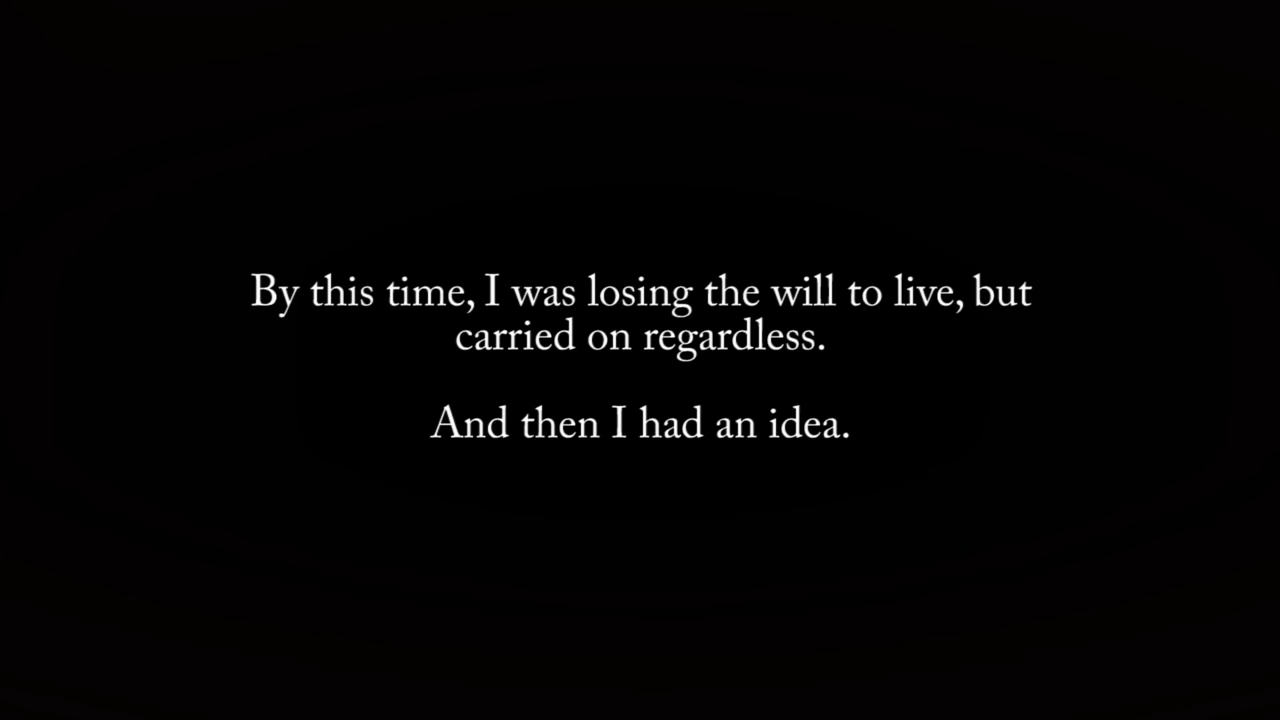 By this time, I was losing the will to live, but
carried on regardless.
And then I had an idea.